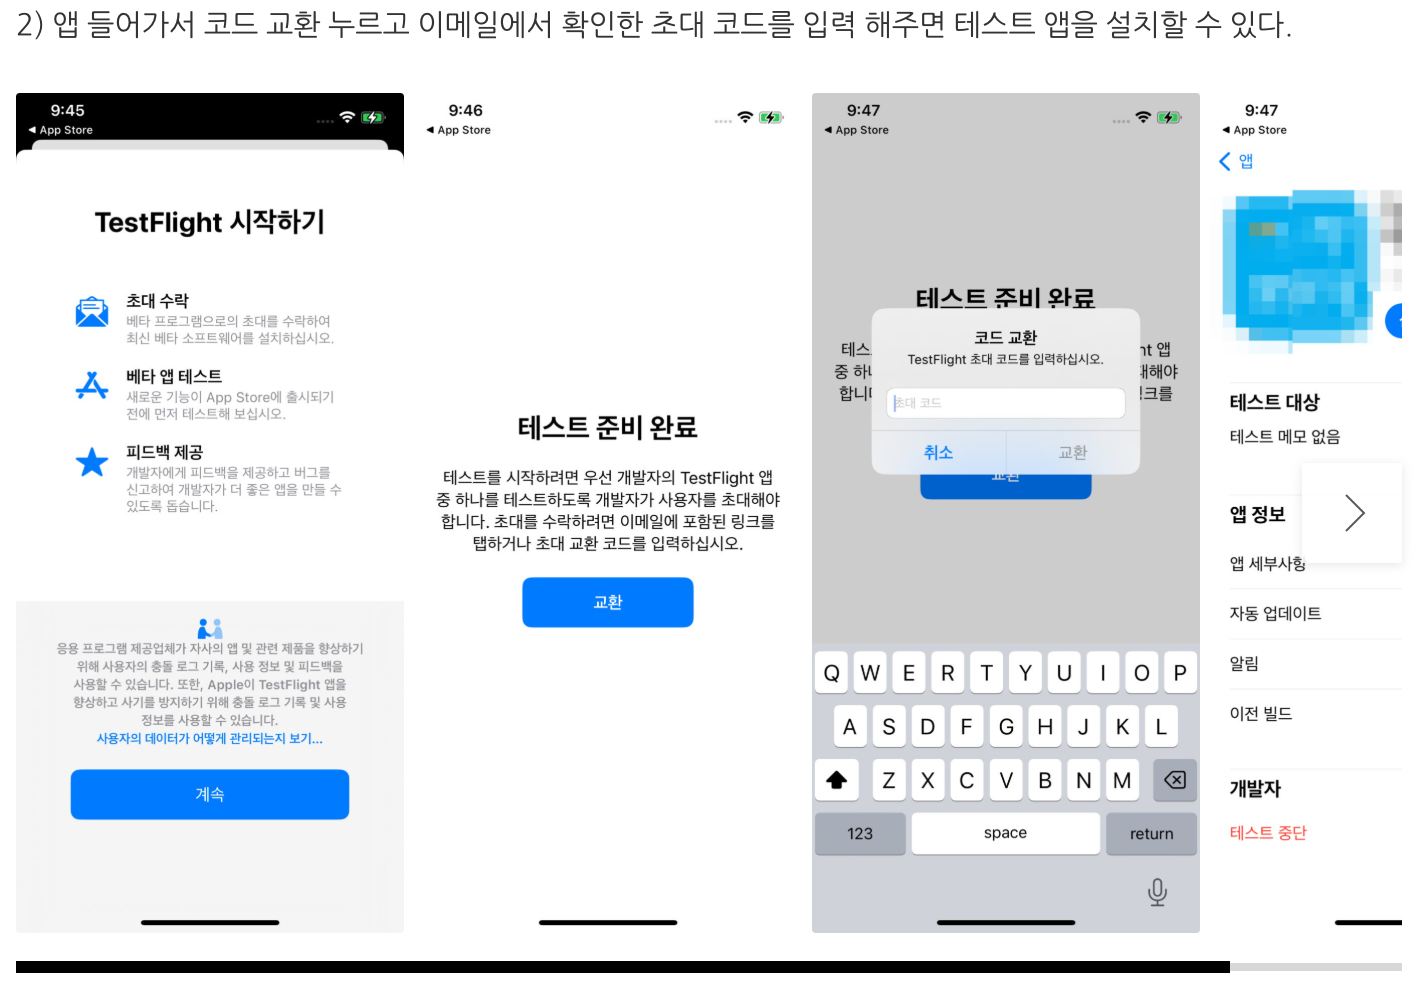 2) 앱 들어가서 코드 교환 누르고 이메일에서 확인한 초대 코드를 입력 해주면 테스트 앱을 설치할 수 있다.
9:45
◀ App Store
TestFlight 시작하기
초대 수락
베타 프로그램으로의 초대를 수락하여
최신 베타 소프트웨어를 설치하십시오.
베타 앱 테스트
새로운 기능이 App Store에 출시되기
전에 먼저 테스트해 보십시오.
피드백 제공
개발자에게 피드백을 제공하고 버그를
신고하여 개발자가 더 좋은 앱을 만들 수
있도록 돕습니다.
응용 프로그램 제공업체가 자사의 앱 및 관련 제품을 향상하기
위해 사용자의 충돌 로그 기록, 사용 정보 및 피드백을
사용할 수 있습니다. 또한, Apple이 TestFlight 앱을
향상하고 사기를 방지하기 위해 충돌 로그 기록 및 사용
정보를 사용할 수 있습니다.
사용자의 데이터가 어떻게 관리되는지 보기...
계속
9:46
◀ App Store
테스트 준비 완료
테스트를 시작하려면 우선 개발자의 TestFlight 앱
중 하나를 테스트하도록 개발자가 사용자를 초대해야
합니다. 초대를 수락하려면 이메일에 포함된 링크를
탭하거나 초대 교환 코드를 입력하십시오.
교환
9:47
◀ App Store
테스트 준비 완료
테스
nt 앱
중 하
대해야
합니
크를
코드 교환
TestFlight 초대 코드를 입력하십시오.
초대 코드
취소
교환
교환
Q W E R T Y U I O P
A S D F G H J K L
Z X C V B N M
123 space return
9:47
◀ App Store
앱
테스트 대상
테스트 메모 없음
앱 정보
앱 세부사항
자동 업데이트
알림
이전 빌드
개발자
테스트 중단